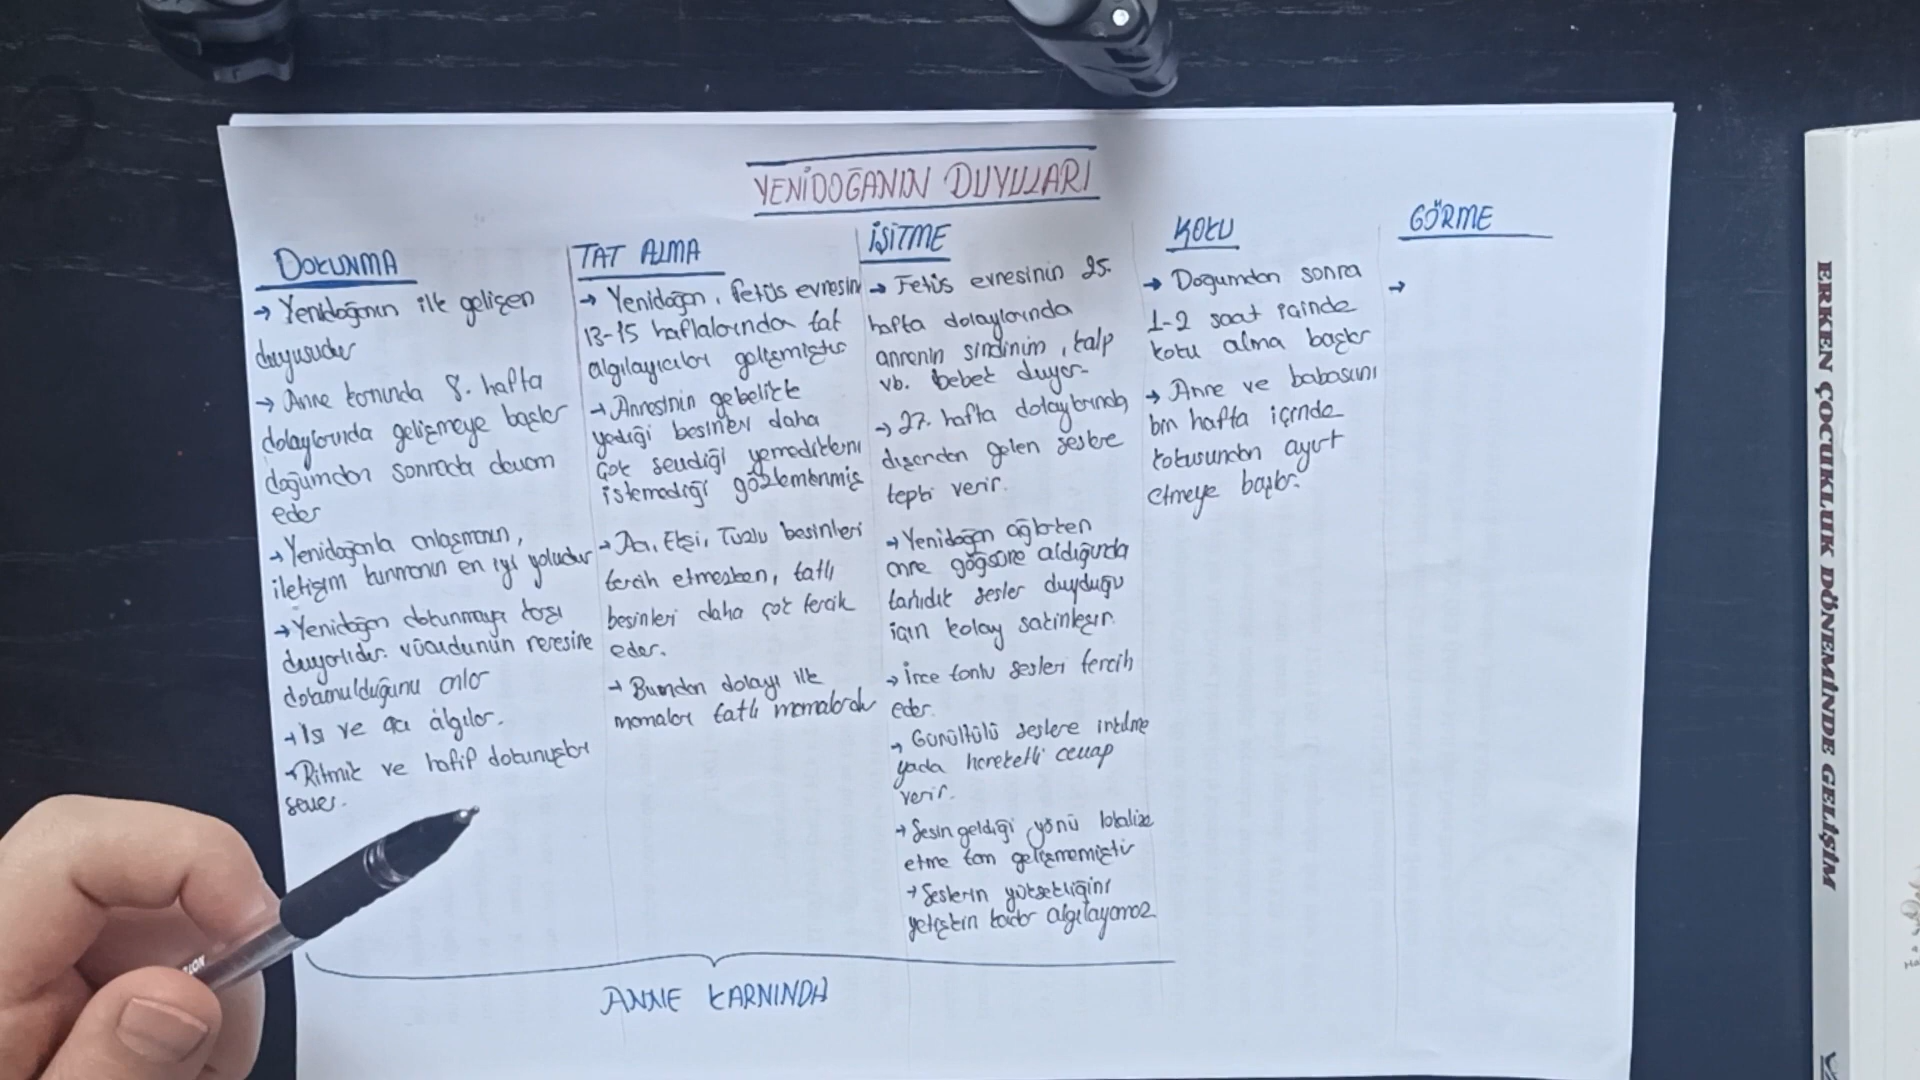 YENİDOĞANIN DUYULARI
DOKUNMA
→ Yenidoğanın ilk gelişen
duyusudur
→ Anne karnında 8. hafta
dolaylarında gelişmeye başlar
doğumdan sonrada devam
eder
→ Yenidoğanla anlaşmanın,
iletişim kurmanın en iyi yoludur
→ Yenidoğan dokunmaya karşı
duyarlıdır. vücudunun neresine
dokunulduğunu anlar
→ Isı ve acı algılar.
→ Ritmik ve hafif dokunuşları
sever.
TAT ALMA
→ Yenidoğan, fetüs evresin
13-15 haftalarında tat
algılayıcıları gelişmiştir
→ Annesinin gebelikte
yediği besinleri daha
çok sevdiği yemediklerini
istemediği gözlemlenmiş
→ Acı, Ekşi, Tuzlu besinleri
tercih etmezken, tatlı
besinleri daha çok tercih
eder.
→ Bundan dolayı ilk
mamalar tatlı mamalardır
İŞİTME
→ Fetüs evresinin 25.
hafta dolaylarında
annenin sindirim, kalp
vb. bebek duyar.
→ 27. hafta dolaylarında
dışarıdan gelen seslere
tepki verir.
→ Yenidoğan ağlarken
anne göğsüne aldığında
tanıdık sesler duyduğu
için kolay sakinleşir.
→ İnce tonlu sesleri tercih
eder.
→ Gürültülü seslere irkilme
yada hareketli cevap
verir.
→ Sesin geldiği yönü lokalize
etme tam gelişmemiştir
→ Seslerin yüksekliğini
yetişkin kadar algılayamaz
KOKU
→ Doğumdan sonra
1-2 saat içinde
koku alma başlar
→ Anne ve babasını
bir hafta içinde
kokusundan ayırt
etmeye başlar.
GÖRME
→
ANNE KARNINDA
ERKEN ÇOCUKLUK DÖNEMİNDE GELİŞİM